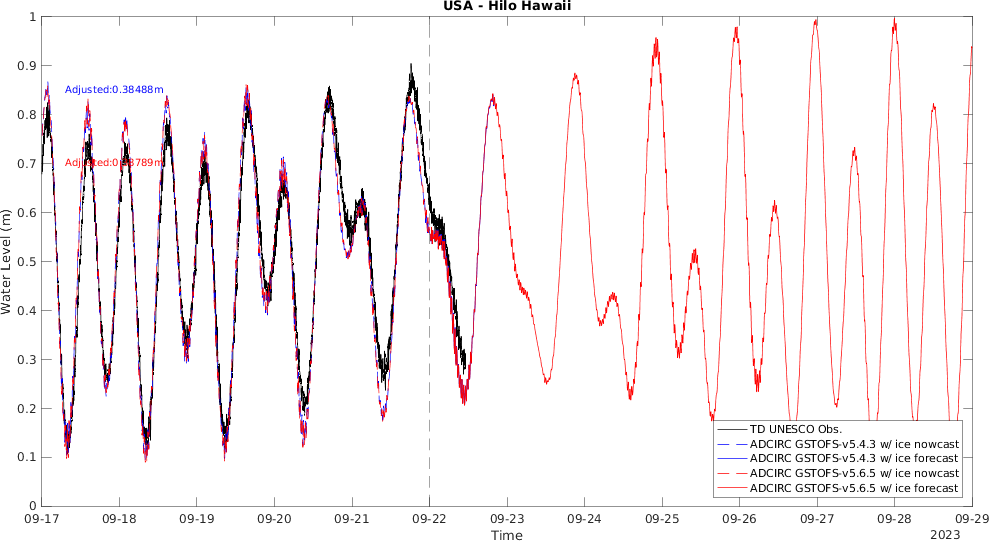 USA - Hilo Hawaii
1
0.9
0.8
0.7
0.6
0.5
0.4
0.3
0.2
0.1
0
Water Level (m)
Adjusted:0.38488m
TD UNESCO Obs.
ADCIRC GSTOFS-v5.4.3 w/ ice nowcast
ADCIRC GSTOFS-v5.4.3 w/ ice forecast
ADCIRC GSTOFS-v5.6.5 w/ ice nowcast
ADCIRC GSTOFS-v5.6.5 w/ ice forecast
09-17 09-18 09-19 09-20 09-21 09-22 09-23 09-24 09-25 09-26 09-27 09-28 09-29
Time
2023